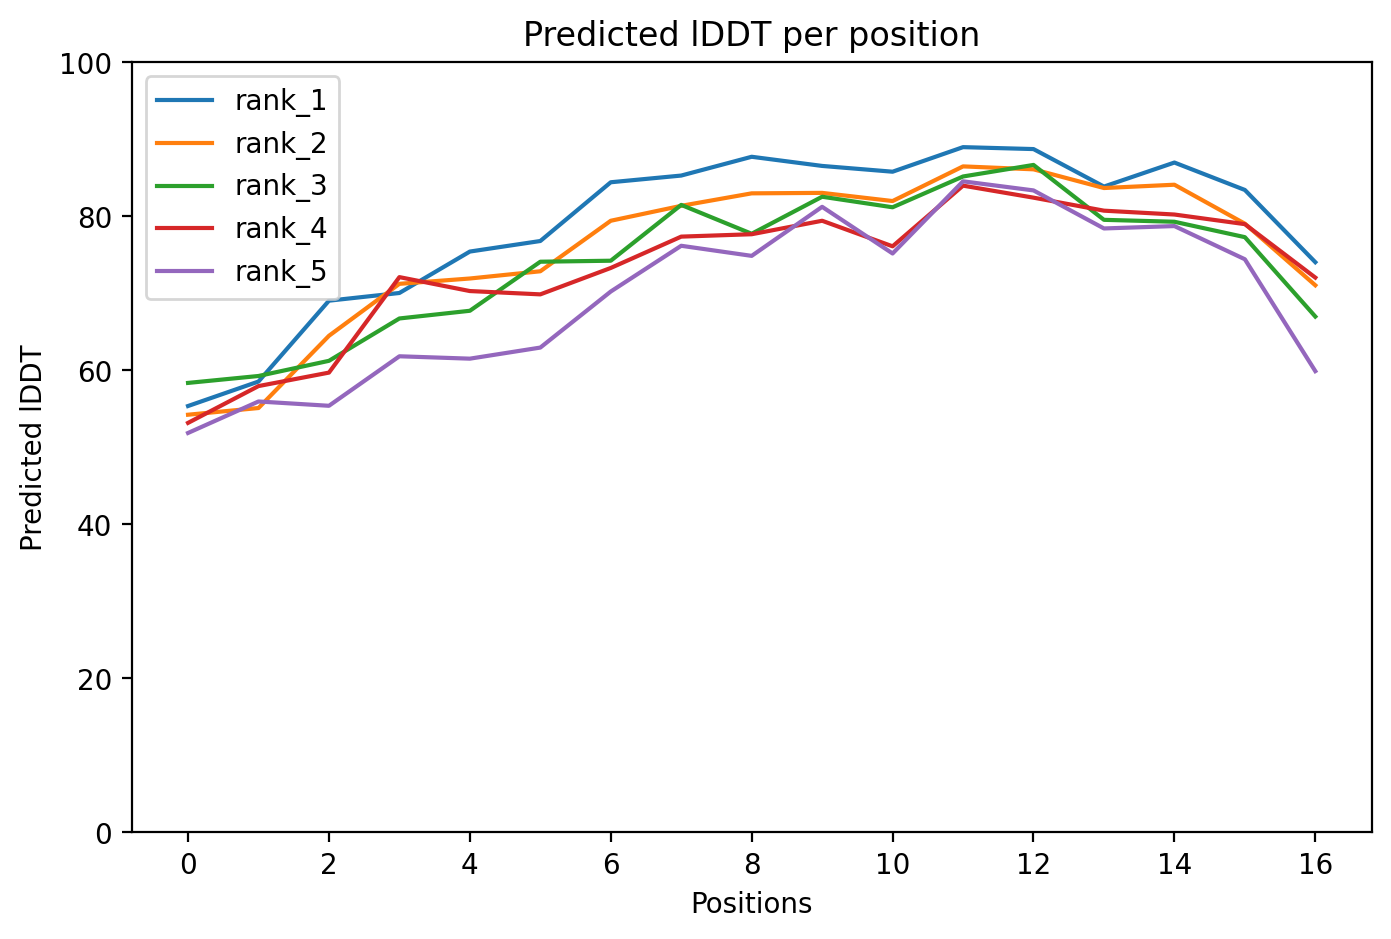 Predicted lDDT per position
100
80
60
40
20
0
Predicted lDDT
rank_1
rank_2
rank_3
rank_4
rank_5
0 2 4 6 8 10 12 14 16
Positions